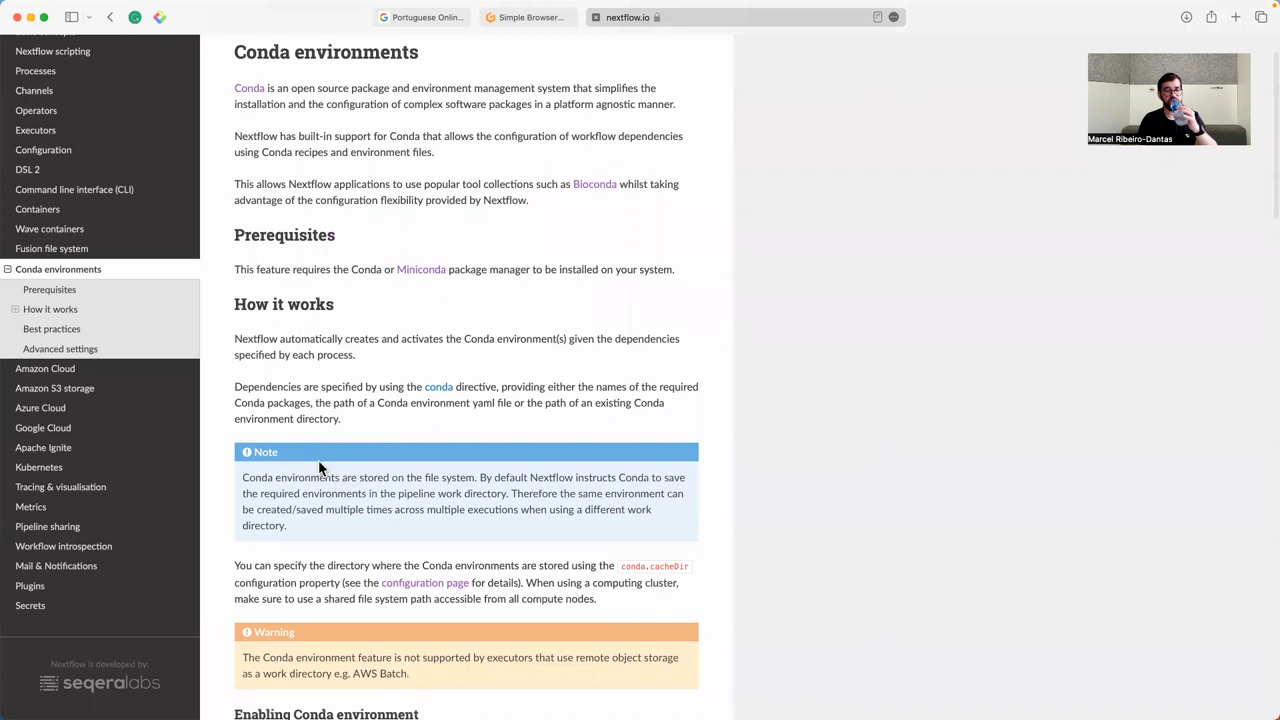 Portuguese Onlin...
Simple Browser...
nextflow.io
Nextflow scripting
Processes
Channels
Operators
Executors
Configuration
DSL 2
Command line interface (CLI)
Containers
Wave containers
Fusion file system
Conda environments
Prerequisites
How it works
Best practices
Advanced settings
Amazon Cloud
Amazon S3 storage
Azure Cloud
Google Cloud
Apache Ignite
Kubernetes
Tracing & visualisation
Metrics
Pipeline sharing
Workflow introspection
Mail & Notifications
Plugins
Secrets
Nextflow is developed by:
seqeralabs
Conda environments
Conda is an open source package and environment management system that simplifies the
installation and the configuration of complex software packages in a platform agnostic manner.
Nextflow has built-in support for Conda that allows the configuration of workflow dependencies
using Conda recipes and environment files.
This allows Nextflow applications to use popular tool collections such as Bioconda whilst taking
advantage of the configuration flexibility provided by Nextflow.
Prerequisites
This feature requires the Conda or Miniconda package manager to be installed on your system.
How it works
Nextflow automatically creates and activates the Conda environment(s) given the dependencies
specified by each process.
Dependencies are specified by using the conda directive, providing either the names of the required
Conda packages, the path of a Conda environment yaml file or the path of an existing Conda
environment directory.
Note
Conda environments are stored on the file system. By default Nextflow instructs Conda to save
the required environments in the pipeline work directory. Therefore the same environment can
be created/saved multiple times across multiple executions when using a different work
directory.
You can specify the directory where the Conda environments are stored using the conda.cacheDir
configuration property (see the configuration page for details). When using a computing cluster,
make sure to use a shared file system path accessible from all compute nodes.
Warning
The Conda environment feature is not supported by executors that use remote object storage
as a work directory e.g. AWS Batch.
Enabling Conda environment
Marcel Ribeiro-Dantas